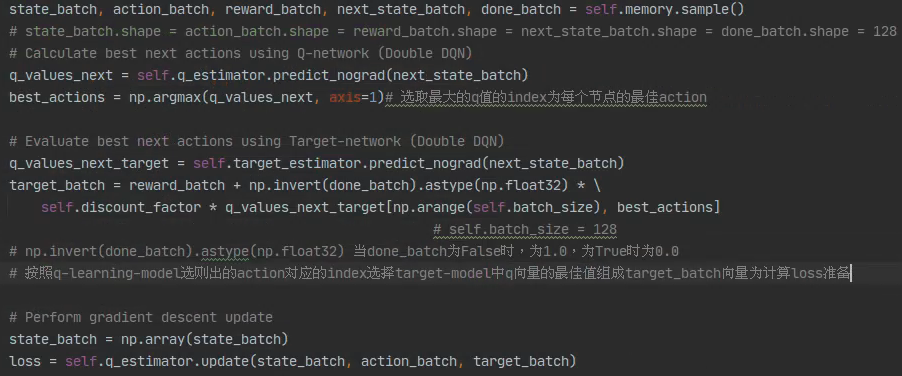 state_batch, action_batch, reward_batch, next_state_batch, done_batch = self.memory.sample()
# state_batch.shape = action_batch.shape = reward_batch.shape = next_state_batch.shape = done_batch.shape = 128
# Calculate best next actions using Q-network (Double DQN)
q_values_next = self.q_estimator.predict_nograd(next_state_batch)
best_actions = np.argmax(q_values_next, axis=1)# 选取最大的q值的index为每个节点的最佳action
# Evaluate best next actions using Target-network (Double DQN)
q_values_next_target = self.target_estimator.predict_nograd(next_state_batch)
target_batch = reward_batch + np.invert(done_batch).astype(np.float32) * \
self.discount_factor * q_values_next_target[np.arange(self.batch_size), best_actions]
# self.batch_size = 128
# np.invert(done_batch).astype(np.float32) 当done_batch为False时，为1.0，为True时为0.0
# 按照q-learning-model选则出的action对应的index选择target-model中q向量的最佳值组成target_batch向量为计算loss准备
# Perform gradient descent update
state_batch = np.array(state_batch)
loss = self.q_estimator.update(state_batch, action_batch, target_batch)